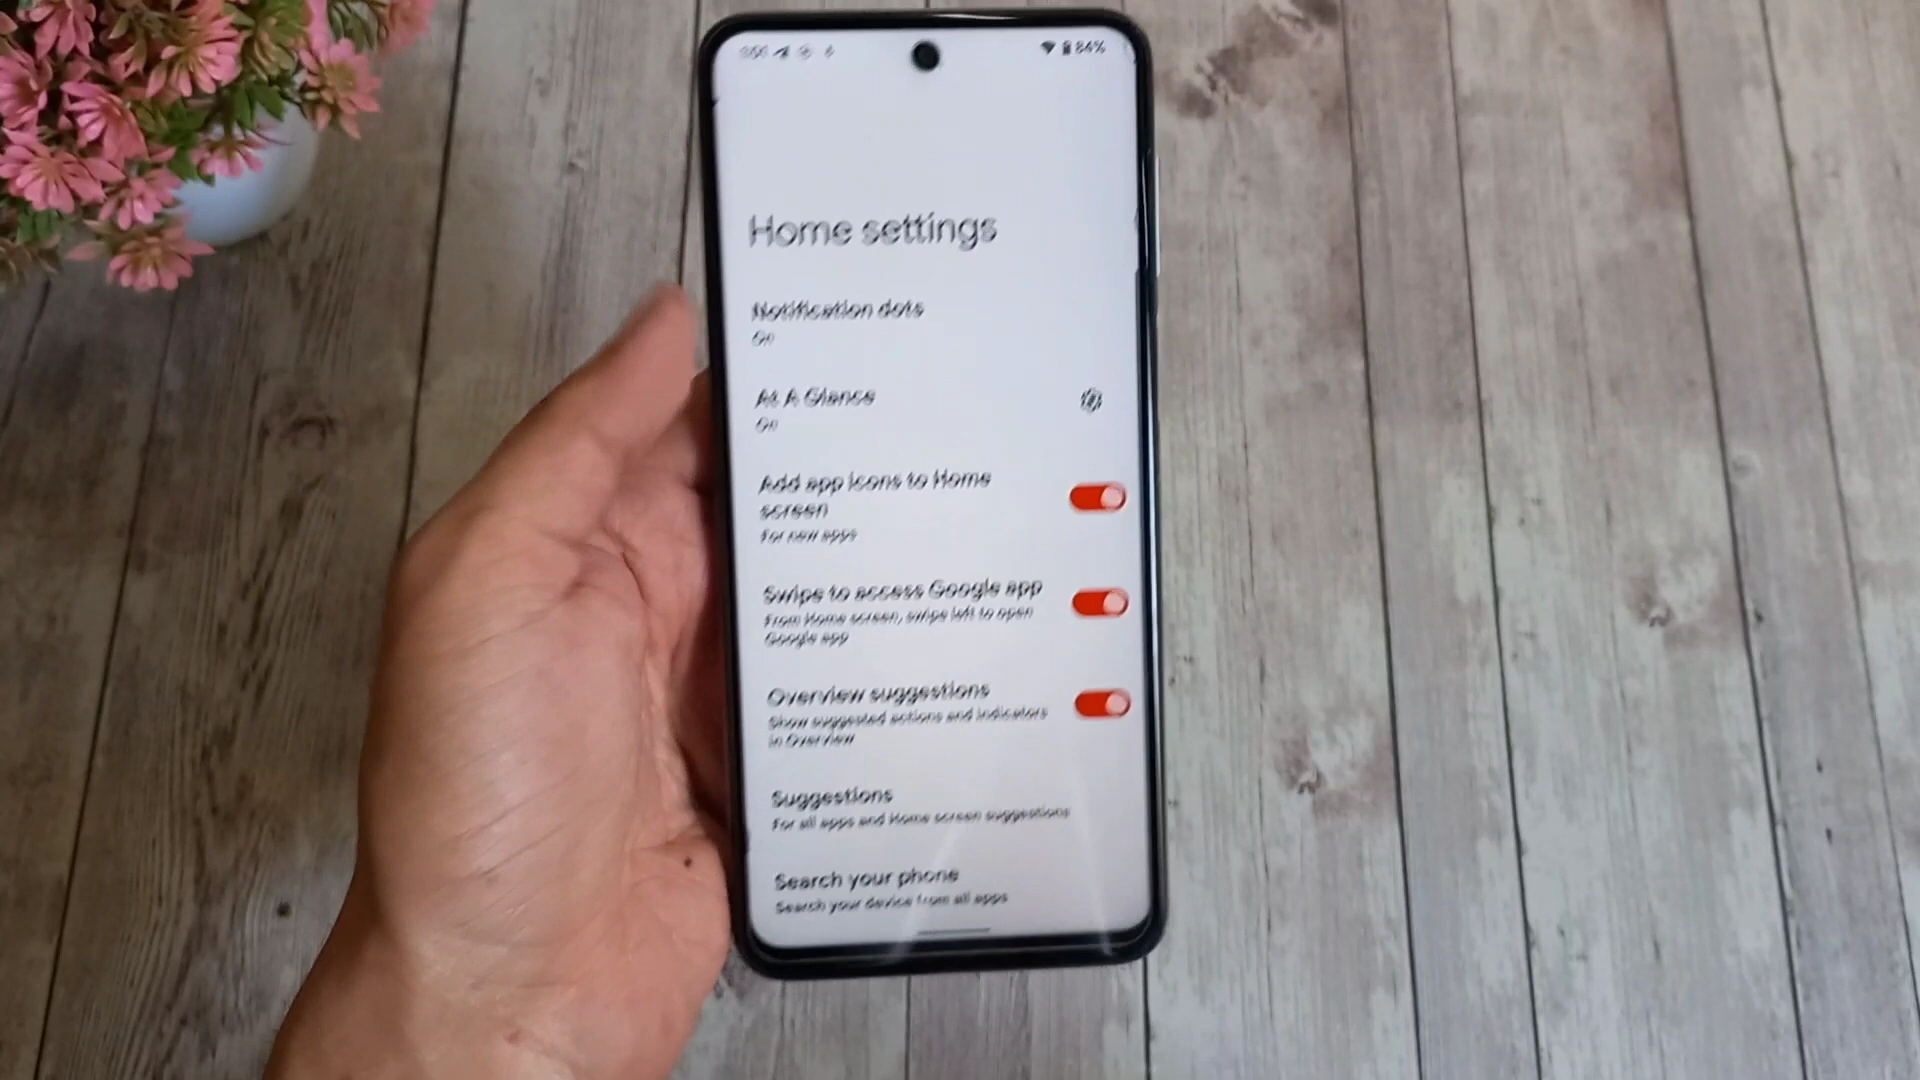 84%
Home settings
Notification dots
On
At A Glance
On
Add app icons to Home
screen
For new apps
Swipe to access Google app
From Home screen, swipe left to open
Google app
Overview suggestions
Show suggested actions and indicators
in Overview
Suggestions
For all apps and Home screen suggestions
Search your phone
Search your device from all apps